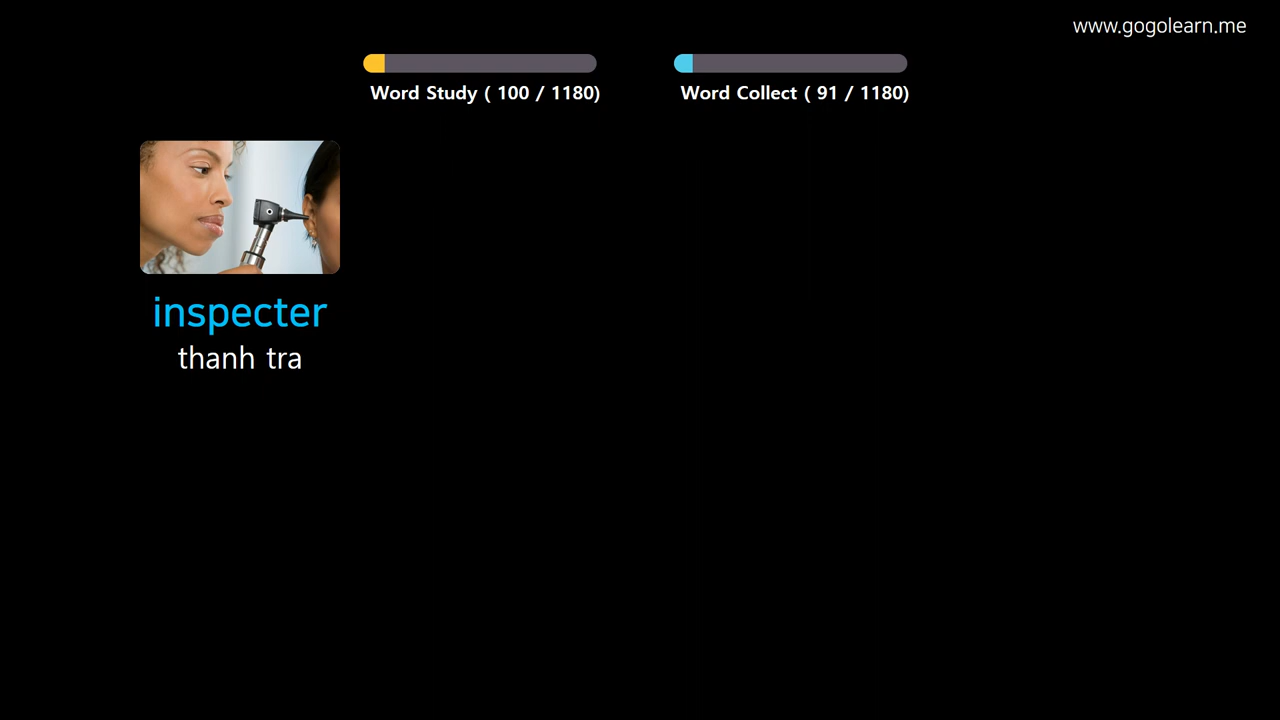 www.gogolearn.me
Word Study ( 100 / 1180)
Word Collect ( 91 / 1180)
inspecter
thanh tra